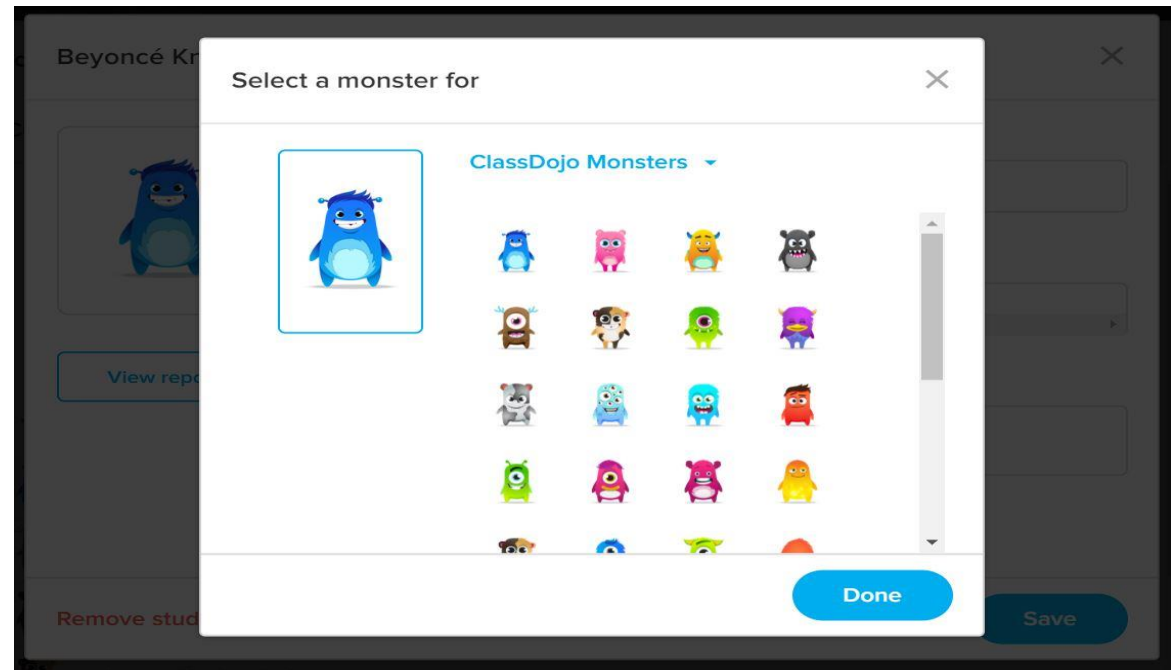 Beyoncé Kr
Select a monster for
ClassDojo Monsters
View repo
Done
Remove stud
Save